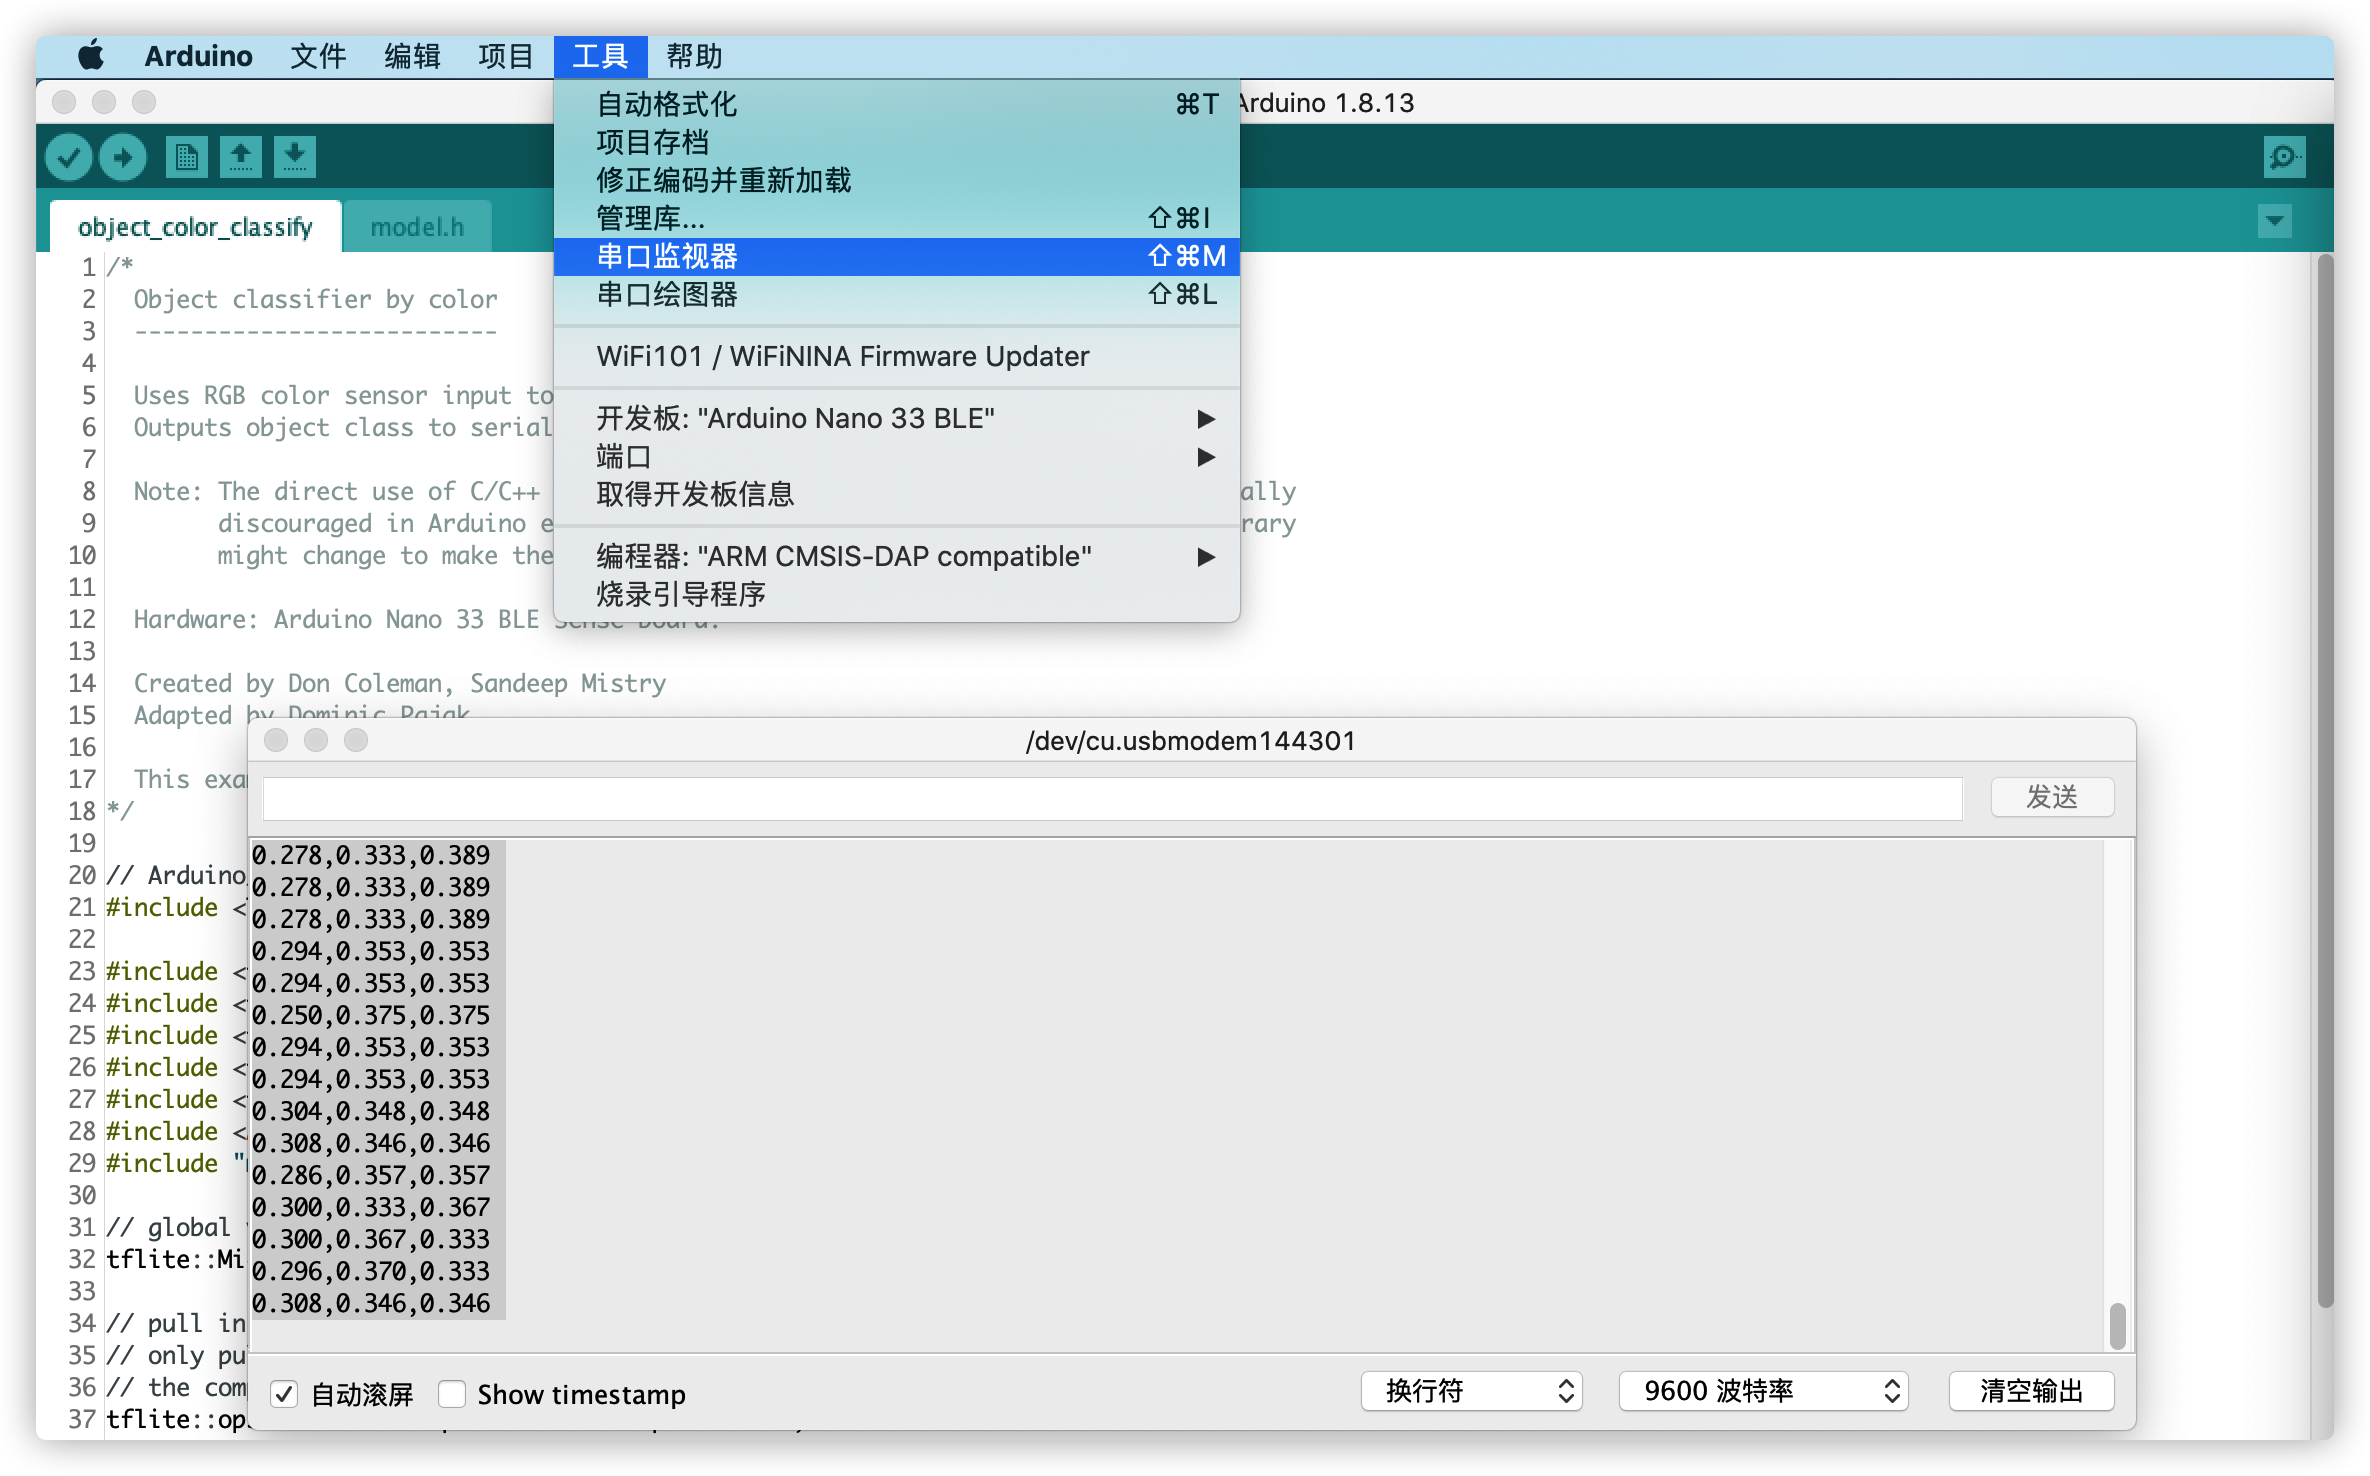 Arduino 文件 编辑 项目 工具 帮助
Arduino 1.8.13
自动格式化 ⌘T
项目存档
修正编码并重新加载
管理库... ⇧⌘I
串口监视器 ⇧⌘M
串口绘图器 ⇧⌘L
WiFi101 / WiFiNINA Firmware Updater
开发板: "Arduino Nano 33 BLE"
端口
取得开发板信息
编程器: "ARM CMSIS-DAP compatible"
烧录引导程序
object_color_classify model.h
1 /*
2 Object classifier by color
3 --------------------------
4
5 Uses RGB color sensor input to
6 Outputs object class to serial
7
8 Note: The direct use of C/C++ ally
9 discouraged in Arduino e rary
10 might change to make the
11
12 Hardware: Arduino Nano 33 BLE Sense board.
13
14 Created by Don Coleman, Sandeep Mistry
15 Adapted by Dominic Pajak
16
17 This exa
18 */
19
20 // Arduino
21 #include <
22
23 #include <
24 #include <
25 #include <
26 #include <
27 #include <
28 #include <
29 #include "
30
31 // global
32 tflite::Mi
33
34 // pull in
35 // only pu
36 // the com
37 tflite::op
/dev/cu.usbmodem144301
发送
0.278,0.333,0.389
0.278,0.333,0.389
0.278,0.333,0.389
0.294,0.353,0.353
0.294,0.353,0.353
0.250,0.375,0.375
0.294,0.353,0.353
0.294,0.353,0.353
0.304,0.348,0.348
0.308,0.346,0.346
0.286,0.357,0.357
0.300,0.333,0.367
0.300,0.367,0.333
0.296,0.370,0.333
0.308,0.346,0.346
自动滚屏 Show timestamp 换行符 9600 波特率 清空输出